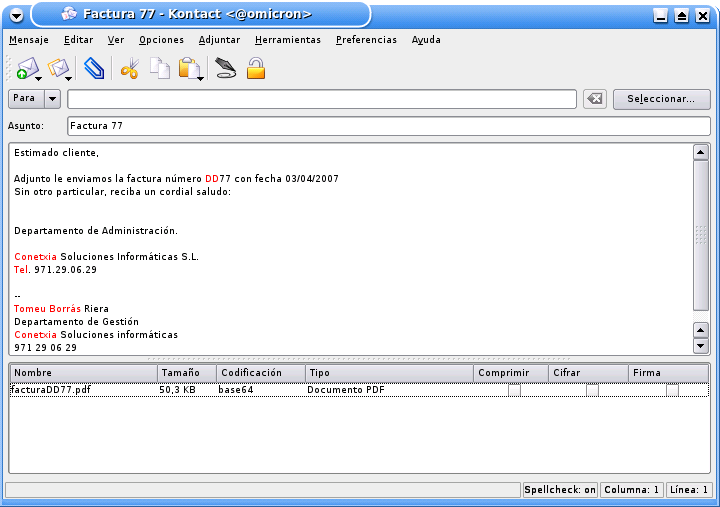 Factura 77 - Kontact <@omicron>
Mensaje Editar Ver Opciones Adjuntar Herramientas Preferencias Ayuda
Para Seleccionar...
Asunto: Factura 77
Estimado cliente,
Adjunto le enviamos la factura número DD77 con fecha 03/04/2007
Sin otro particular, reciba un cordial saludo:
Departamento de Administración.
Conetxia Soluciones Informáticas S.L.
Tel. 971.29.06.29
--
Tomeu Borrás Riera
Departamento de Gestión
Conetxia Soluciones informáticas
971 29 06 29
Nombre Tamaño Codificación Tipo Comprimir Cifrar Firma
facturaDD77.pdf 50,3 KB base64 Documento PDF
Spellcheck: on Columna: 1 Línea: 1